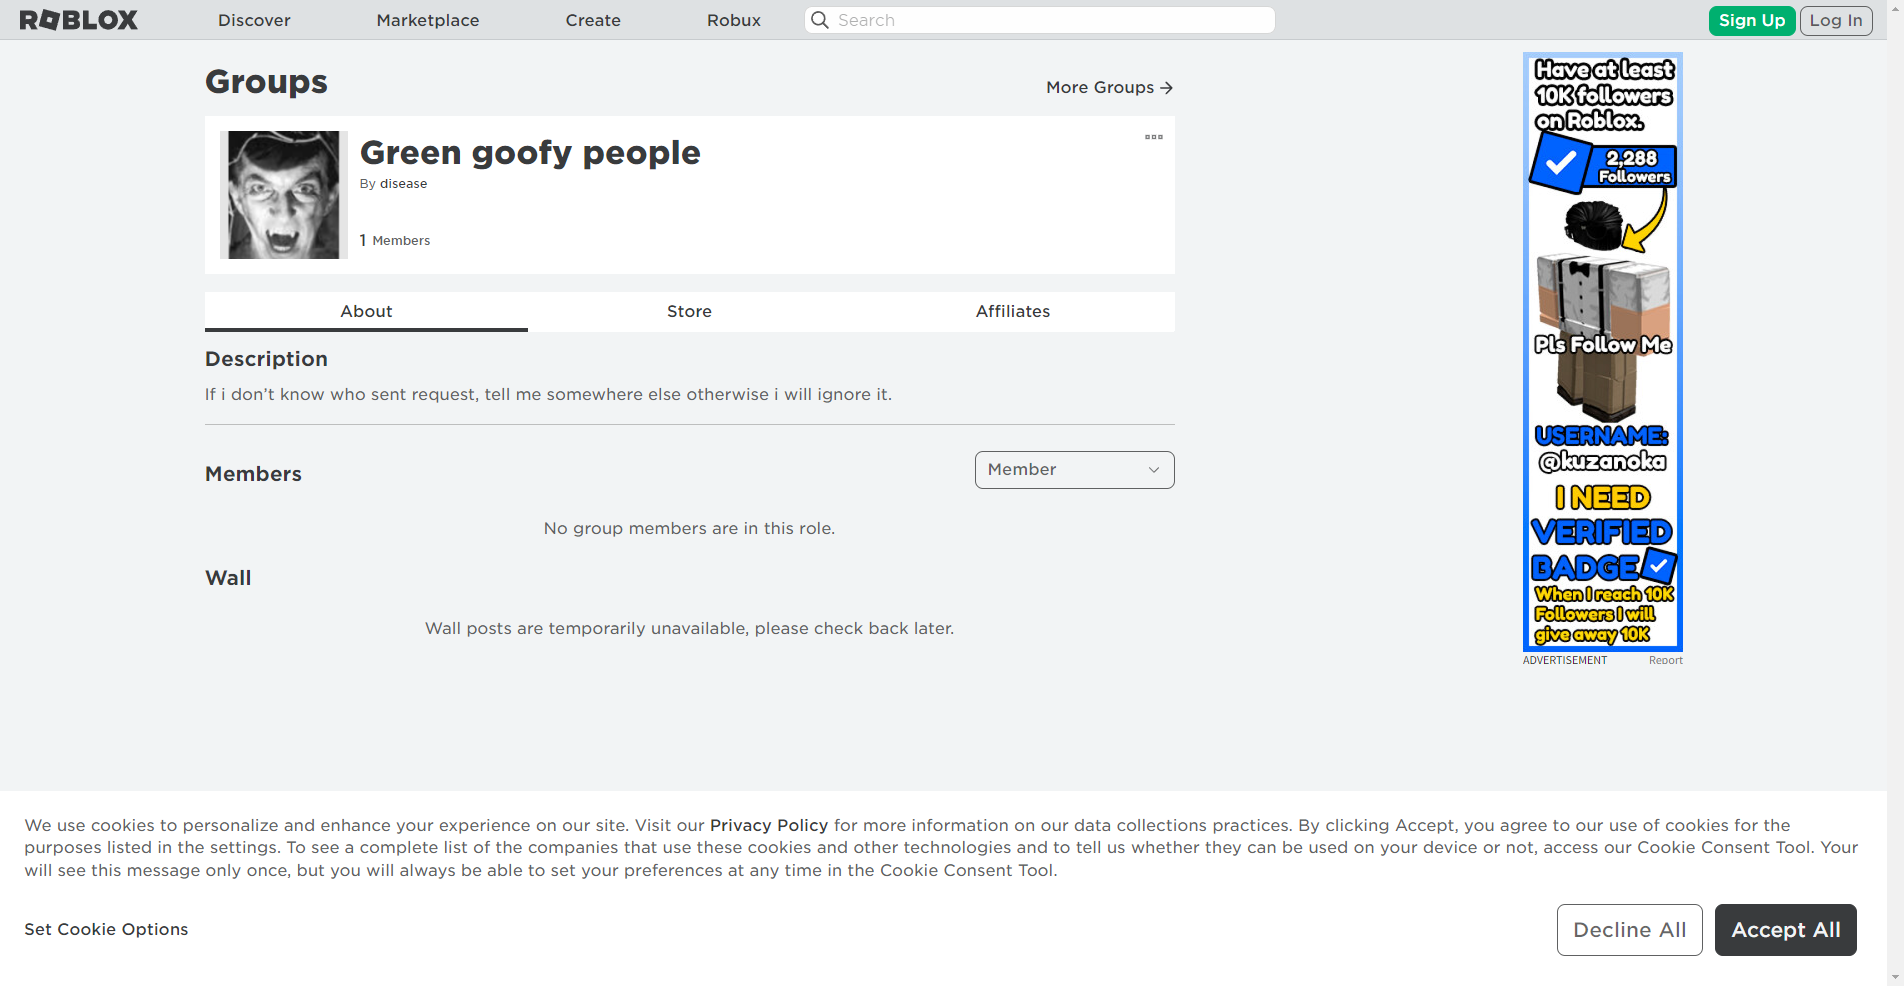 ROBLOX
Discover
Marketplace
Create
Robux
Search
Sign Up
Log In
Groups
More Groups
Green goofy people
By disease
1 Members
About
Store
Affiliates
Description
If i don’t know who sent request, tell me somewhere else otherwise i will ignore it.
Members
Member
No group members are in this role.
Wall
Wall posts are temporarily unavailable, please check back later.
Have at least
10K followers
on Roblox.
2,288
Followers
Pls Follow Me
USERNAME:
@kuzanoka
I NEED
VERIFIED
BADGE
When I reach 10K
Followers I will
give away 10K
ADVERTISEMENT
Report
We use cookies to personalize and enhance your experience on our site. Visit our Privacy Policy for more information on our data collections practices. By clicking Accept, you agree to our use of cookies for the
purposes listed in the settings. To see a complete list of the companies that use these cookies and other technologies and to tell us whether they can be used on your device or not, access our Cookie Consent Tool. Your
will see this message only once, but you will always be able to set your preferences at any time in the Cookie Consent Tool.
Set Cookie Options
Decline All
Accept All